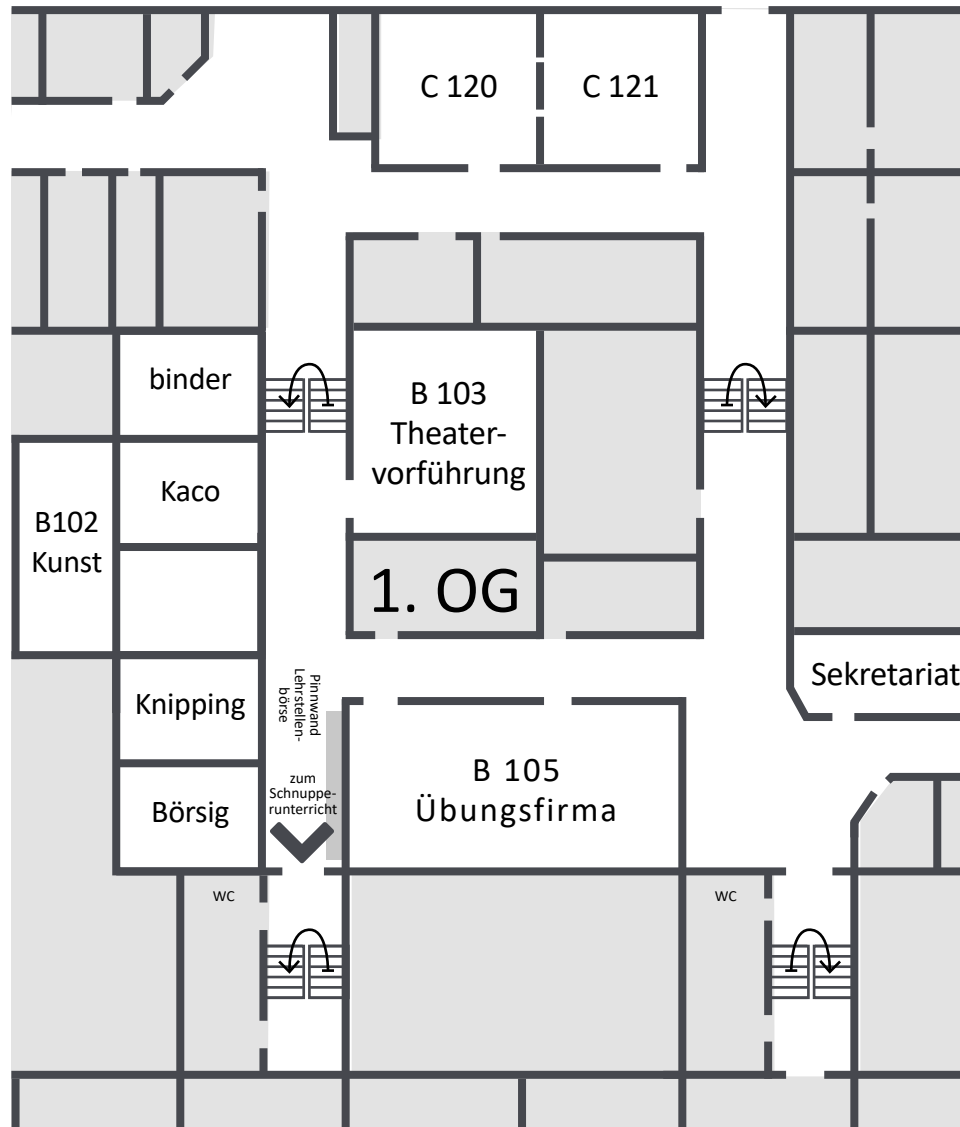 C 120
C 121
binder
B 103
Theater-
vorführung
Kaco
B102
Kunst
1. OG
Knipping
Pinnwand
Lehrstellen-
börse
Sekretariat
zum
Schnuppe-
runterricht
B 105
Übungsfirma
Börsig
WC
WC